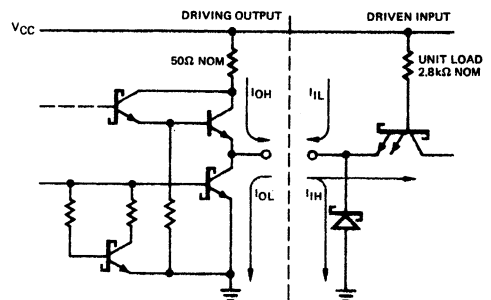 DRIVING OUTPUT
DRIVEN INPUT
VCC
50Ω NOM
UNIT LOAD
2.8kΩ NOM
IOH
IIL
IOL
IIH